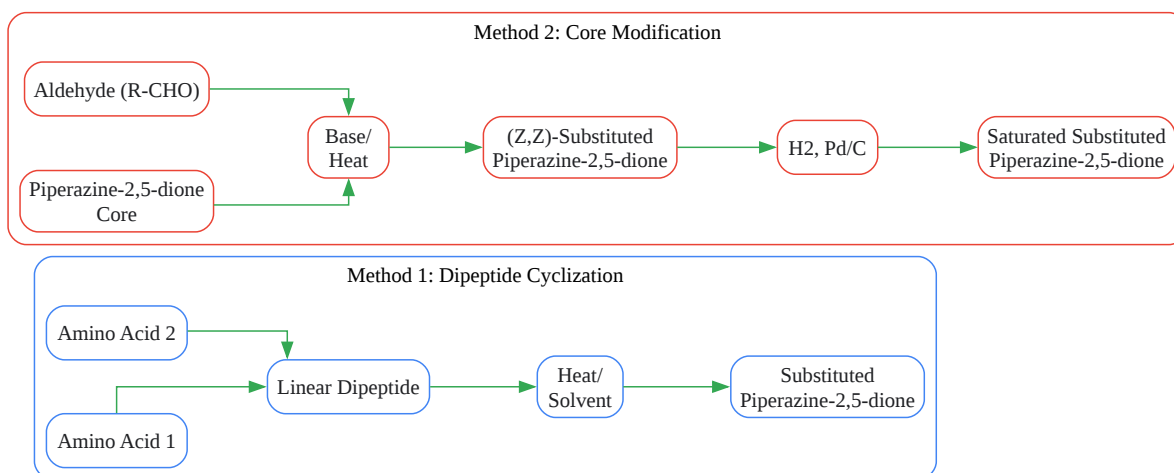 Method 2: Core Modification
Aldehyde (R-CHO)
Piperazine-2,5-dione
Core
Base/
Heat
(Z,Z)-Substituted
Piperazine-2,5-dione
H2, Pd/C
Saturated Substituted
Piperazine-2,5-dione
Method 1: Dipeptide Cyclization
Amino Acid 2
Amino Acid 1
Linear Dipeptide
Heat/
Solvent
Substituted
Piperazine-2,5-dione